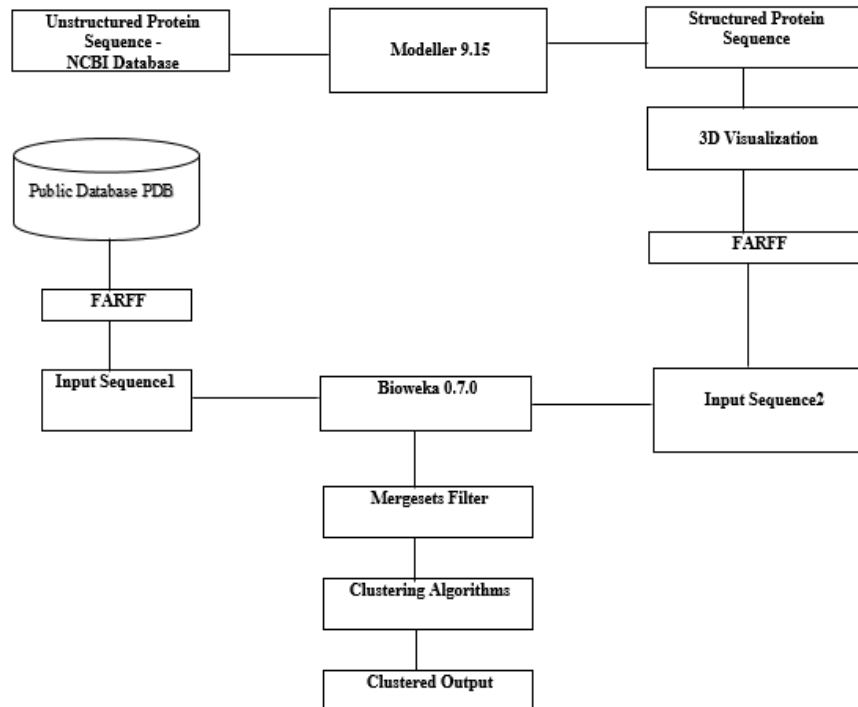 Unstructured Protein
Sequence -
NCBI Database
Modeller 9.15
Structured Protein
Sequence
3D Visualization
Public Database PDB
FARFF
FARFF
Input Sequence1
Bioweka 0.7.0
Input Sequence2
Mergesets Filter
Clustering Algorithms
Clustered Output